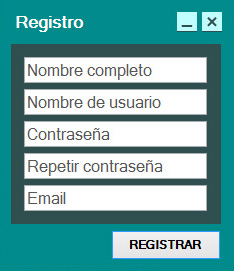 Registro
Nombre completo
Nombre de usuario
Contraseña
Repetir contraseña
Email
REGISTRAR